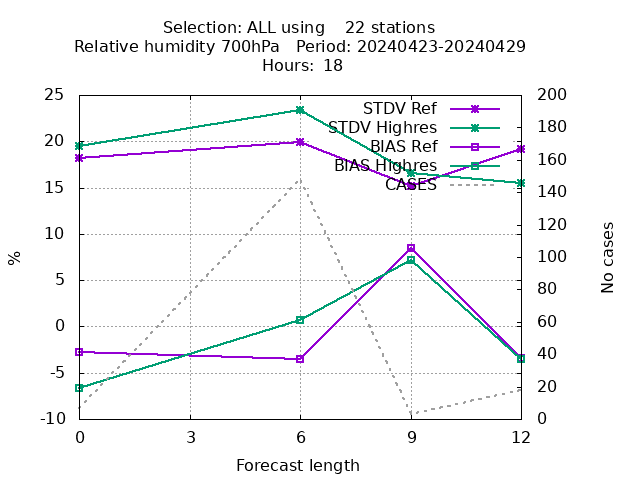 Selection: ALL using    22 stations
Relative humidity 700hPa   Period: 20240423-20240429
Hours: 18
25
20
15
10
5
0
-5
-10
%
200
180
160
140
120
100
80
60
40
20
0
No cases
STDV Ref
STDV Highres
BIAS Ref
BIAS Highres
CASES
0 3 6 9 12
Forecast length